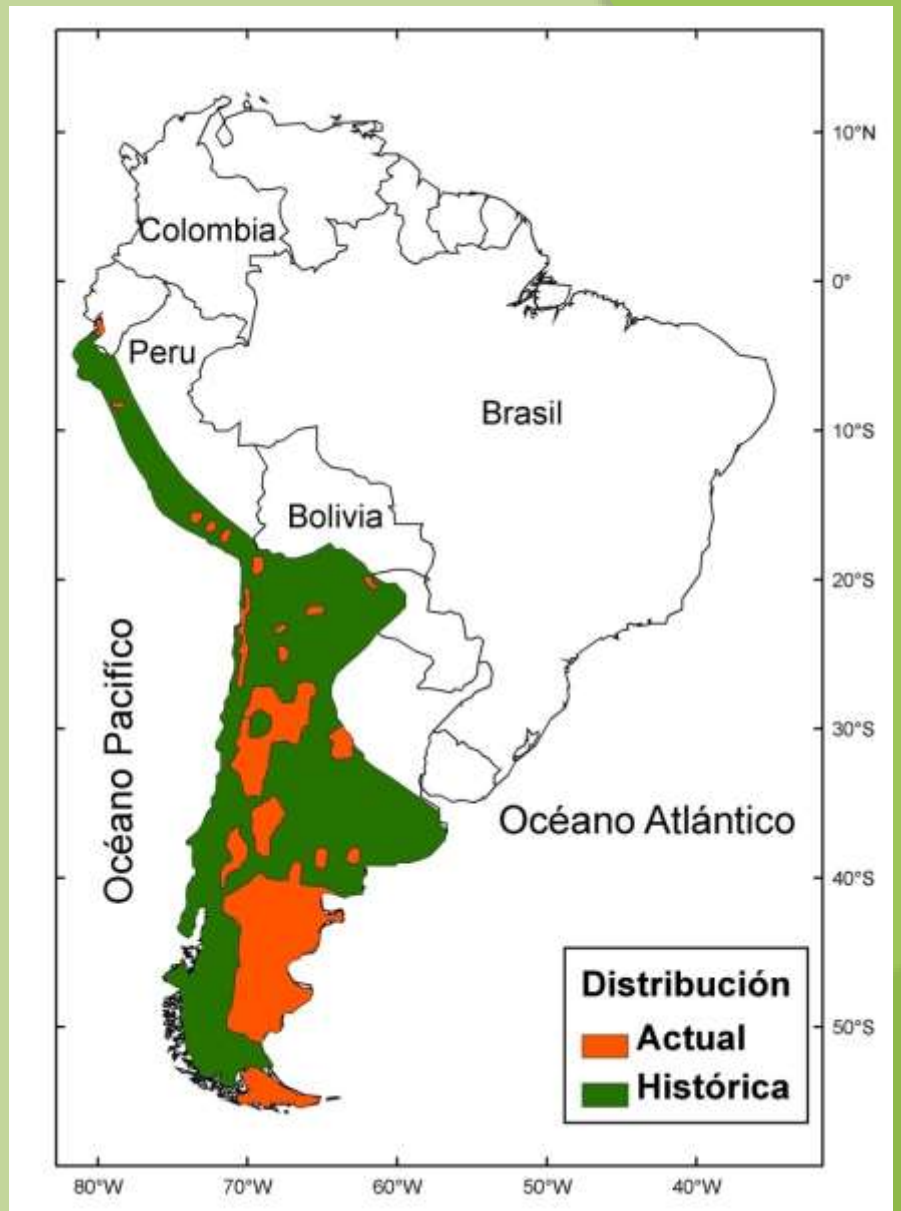 10°N
Colombia
0°
Peru
Brasil
10°S
Bolivia
20°S
Océano Pacifíco
30°S
Océano Atlántico
40°S
Distribución
Actual
50°S
Histórica
80°W 70°W 60°W 50°W 40°W